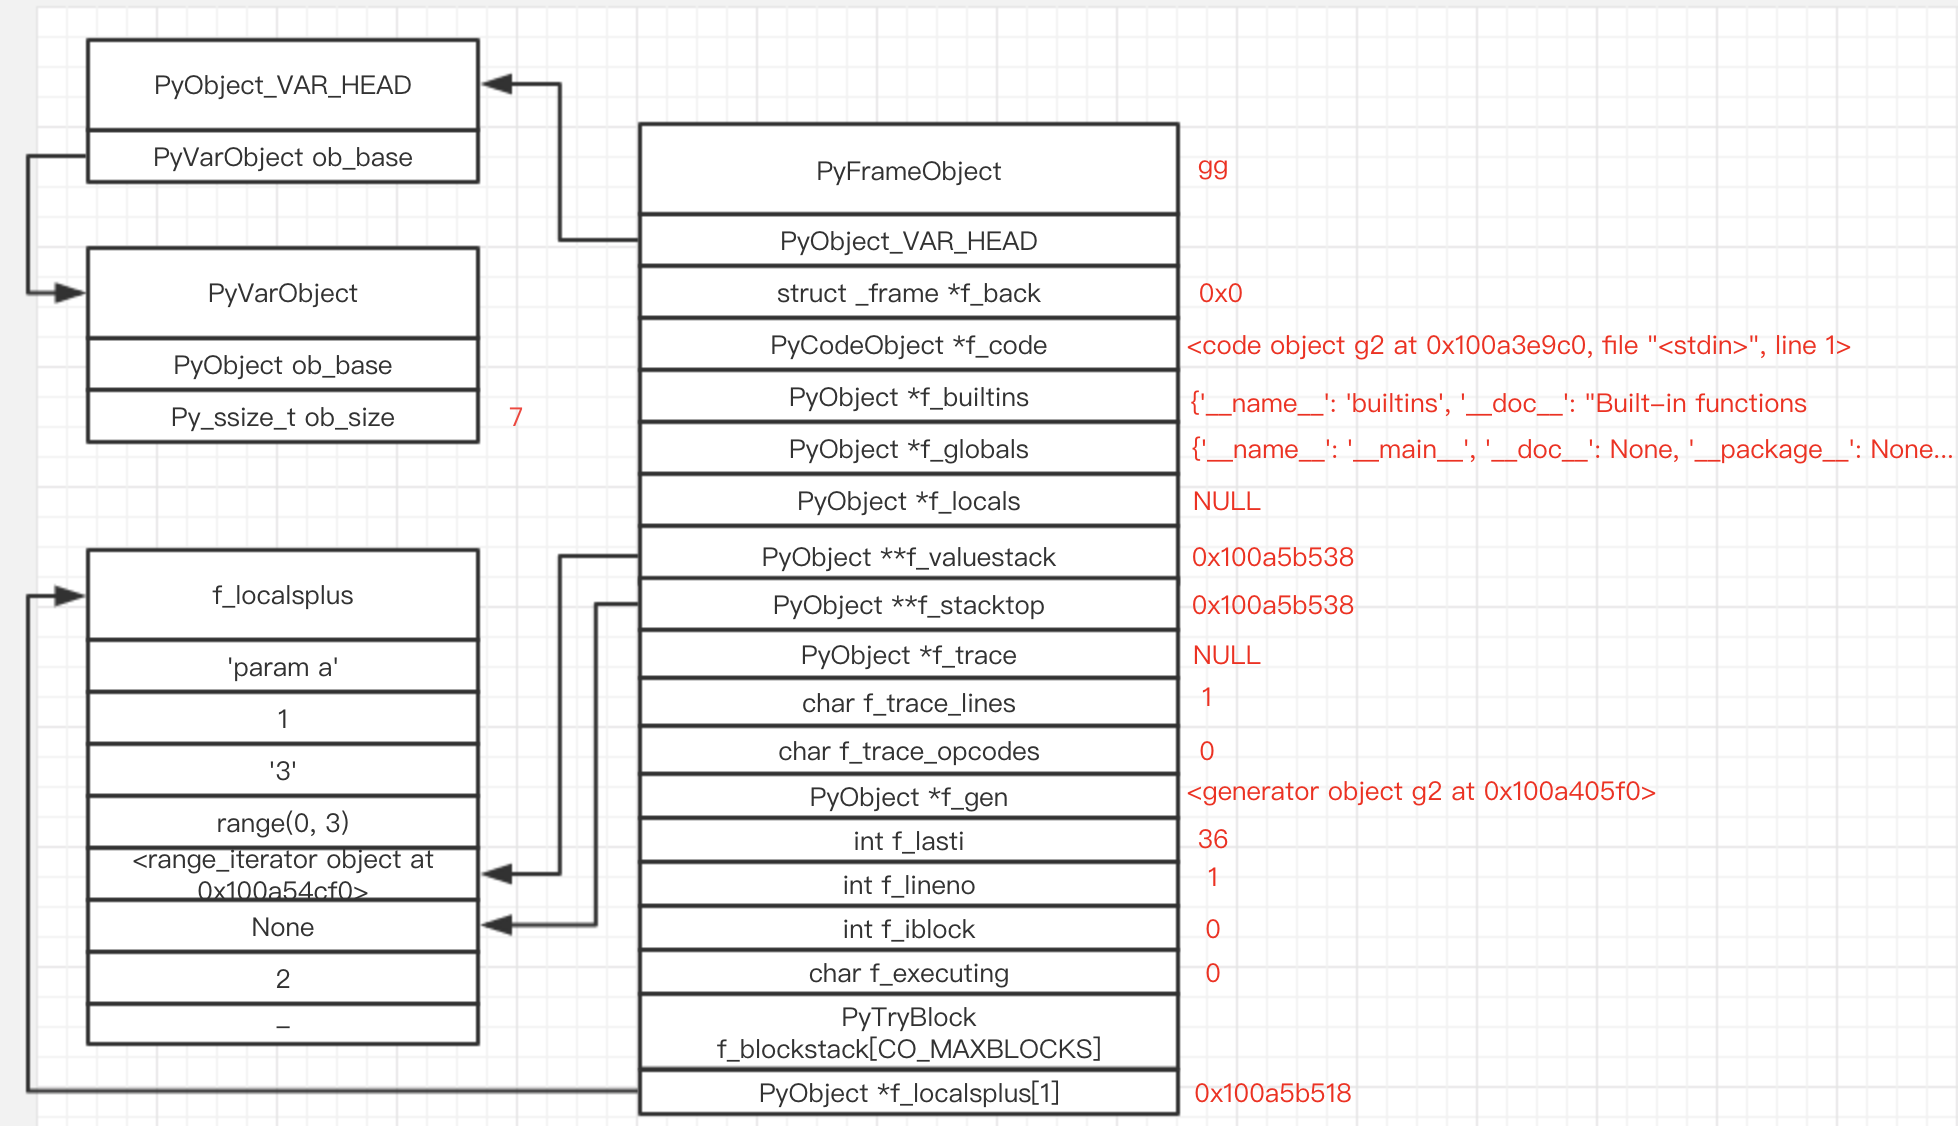 PyObject_VAR_HEAD
PyVarObject ob_base
PyVarObject
PyObject ob_base
Py_ssize_t ob_size
7
f_localsplus
'param a'
1
'3'
range(0, 3)
<range_iterator object at
0x100a54cf0>
None
2
–
PyFrameObject
gg
PyObject_VAR_HEAD
struct _frame *f_back
0x0
PyCodeObject *f_code
<code object g2 at 0x100a3e9c0, file "<stdin>", line 1>
PyObject *f_builtins
{'__name__': 'builtins', '__doc__': "Built-in functions
PyObject *f_globals
{'__name__': '__main__', '__doc__': None, '__package__': None...
PyObject *f_locals
NULL
PyObject **f_valuestack
0x100a5b538
PyObject **f_stacktop
0x100a5b538
PyObject *f_trace
NULL
char f_trace_lines
1
char f_trace_opcodes
0
PyObject *f_gen
<generator object g2 at 0x100a405f0>
int f_lasti
36
int f_lineno
1
int f_iblock
0
char f_executing
0
PyTryBlock
f_blockstack[CO_MAXBLOCKS]
PyObject *f_localsplus[1]
0x100a5b518